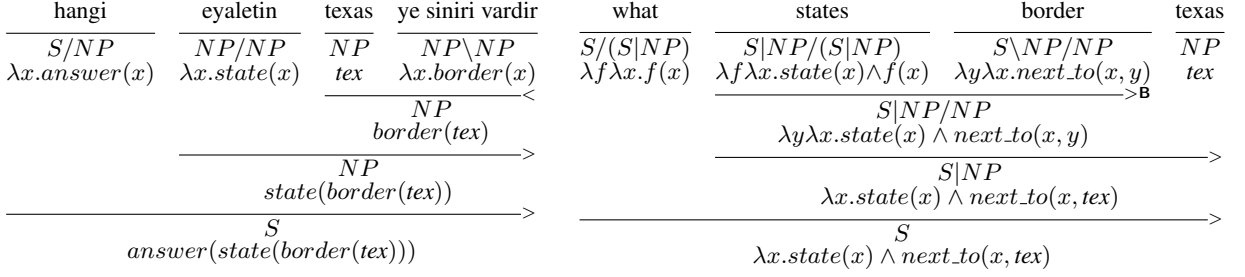 hangi eyaletin texas ye siniri vardir
S/NP NP/NP NP NP\NP
λx.answer(x) λx.state(x) tex λx.border(x)
<
NP
border(tex)
>
NP
state(border(tex))
>
S
answer(state(border(tex)))
what states border texas
S/(S|NP) S|NP/(S|NP) S\NP/NP NP
λfλx.f(x) λfλx.state(x)∧f(x) λyλx.next_to(x, y) tex
>B
S|NP/NP
λyλx.state(x) ∧ next_to(x, y)
>
S|NP
λx.state(x) ∧ next_to(x, tex)
>
S
λx.state(x) ∧ next_to(x, tex)